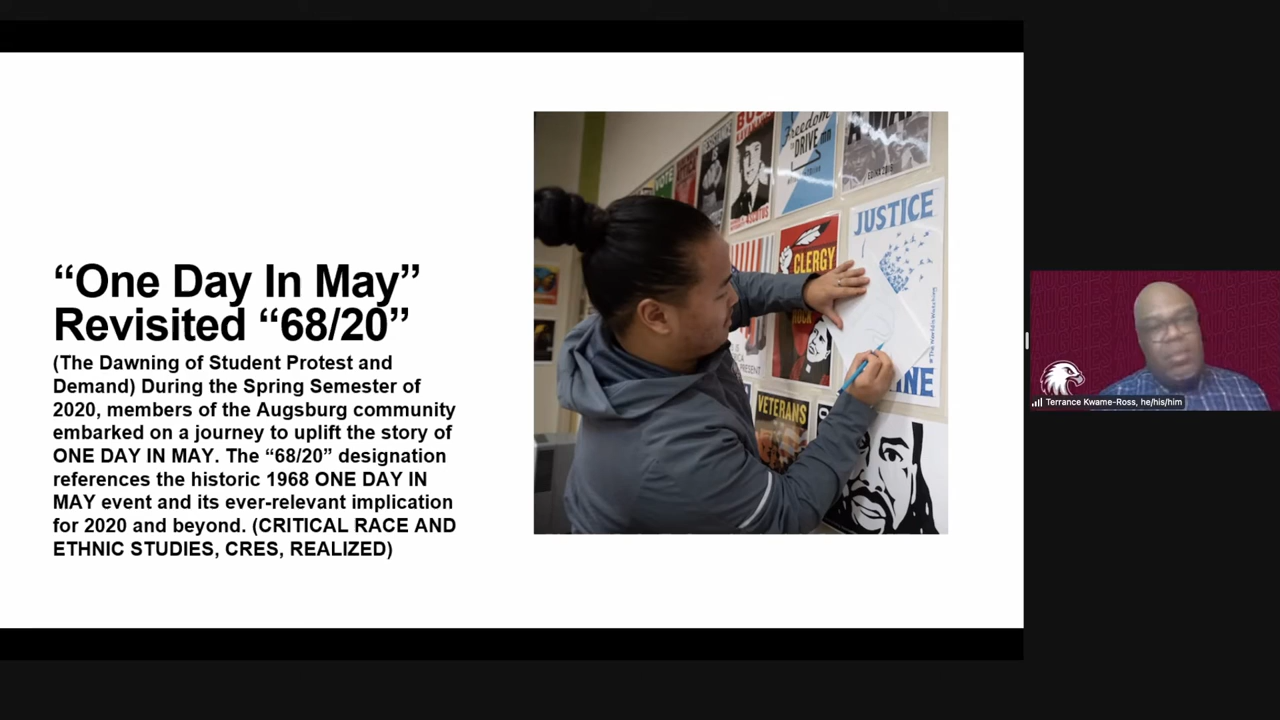 “One Day In May”
Revisited “68/20”
(The Dawning of Student Protest and
Demand) During the Spring Semester of
2020, members of the Augsburg community
embarked on a journey to uplift the story of
ONE DAY IN MAY. The “68/20” designation
references the historic 1968 ONE DAY IN
MAY event and its ever-relevant implication
for 2020 and beyond. (CRITICAL RACE AND
ETHNIC STUDIES, CRES, REALIZED)
VOTE
Freedom
DRIVE mn
JUSTICE
CLERGY
ROCK
VETERANS
Terrance Kwame-Ross, he/his/him